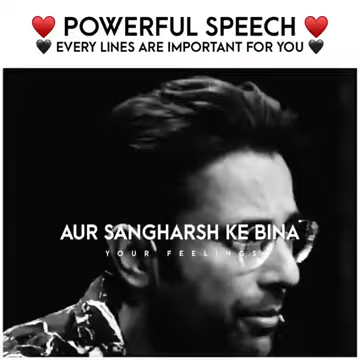 ♥️ POWERFUL SPEECH ♥️
🖤 EVERY LINES ARE IMPORTANT FOR YOU 🖤
AUR SANGHARSH KE BINA
YOUR FEELINGS